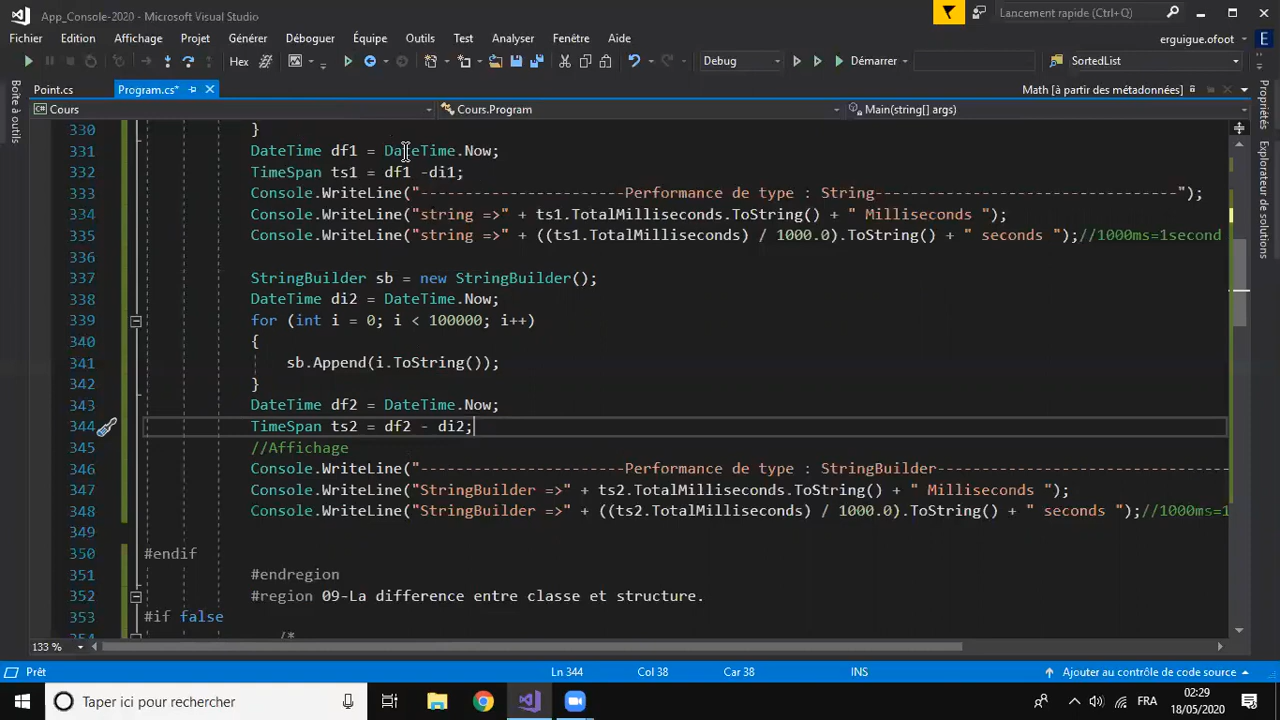 App_Console-2020 - Microsoft Visual Studio
Lancement rapide (Ctrl+Q)
Fichier Edition Affichage Projet Générer Déboguer Équipe Outils Test Analyser Fenêtre Aide
erguigue.ofoot E
Hex Debug Démarrer SortedList
Boîte à outils
Point.cs Program.cs* Math [à partir des métadonnées]
Propriétés
Cours Cours.Program Main(string[] args)
330 }
331 DateTime df1 = DateTime.Now;
332 TimeSpan ts1 = df1 -di1;
333 Console.WriteLine("-----------------------Performance de type : String----------------------------------");
334 Console.WriteLine("string =>" + ts1.TotalMilliseconds.ToString() + " Milliseconds ");
335 Console.WriteLine("string =>" + ((ts1.TotalMilliseconds) / 1000.0).ToString() + " seconds ");//1000ms=1second
336
337 StringBuilder sb = new StringBuilder();
338 DateTime di2 = DateTime.Now;
339 for (int i = 0; i < 100000; i++)
340 {
341 sb.Append(i.ToString());
342 }
343 DateTime df2 = DateTime.Now;
344 TimeSpan ts2 = df2 - di2;
345 //Affichage
346 Console.WriteLine("-----------------------Performance de type : StringBuilder---------------------------------
347 Console.WriteLine("StringBuilder =>" + ts2.TotalMilliseconds.ToString() + " Milliseconds ");
348 Console.WriteLine("StringBuilder =>" + ((ts2.TotalMilliseconds) / 1000.0).ToString() + " seconds ");//1000ms=1
349
350 #endif
351 #endregion
352 #region 09-La difference entre classe et structure.
353 #if false
354 /*
133 %
Prêt Ln 344 Col 38 Car 38 INS Ajouter au contrôle de code source
Taper ici pour rechercher FRA 02:29
18/05/2020